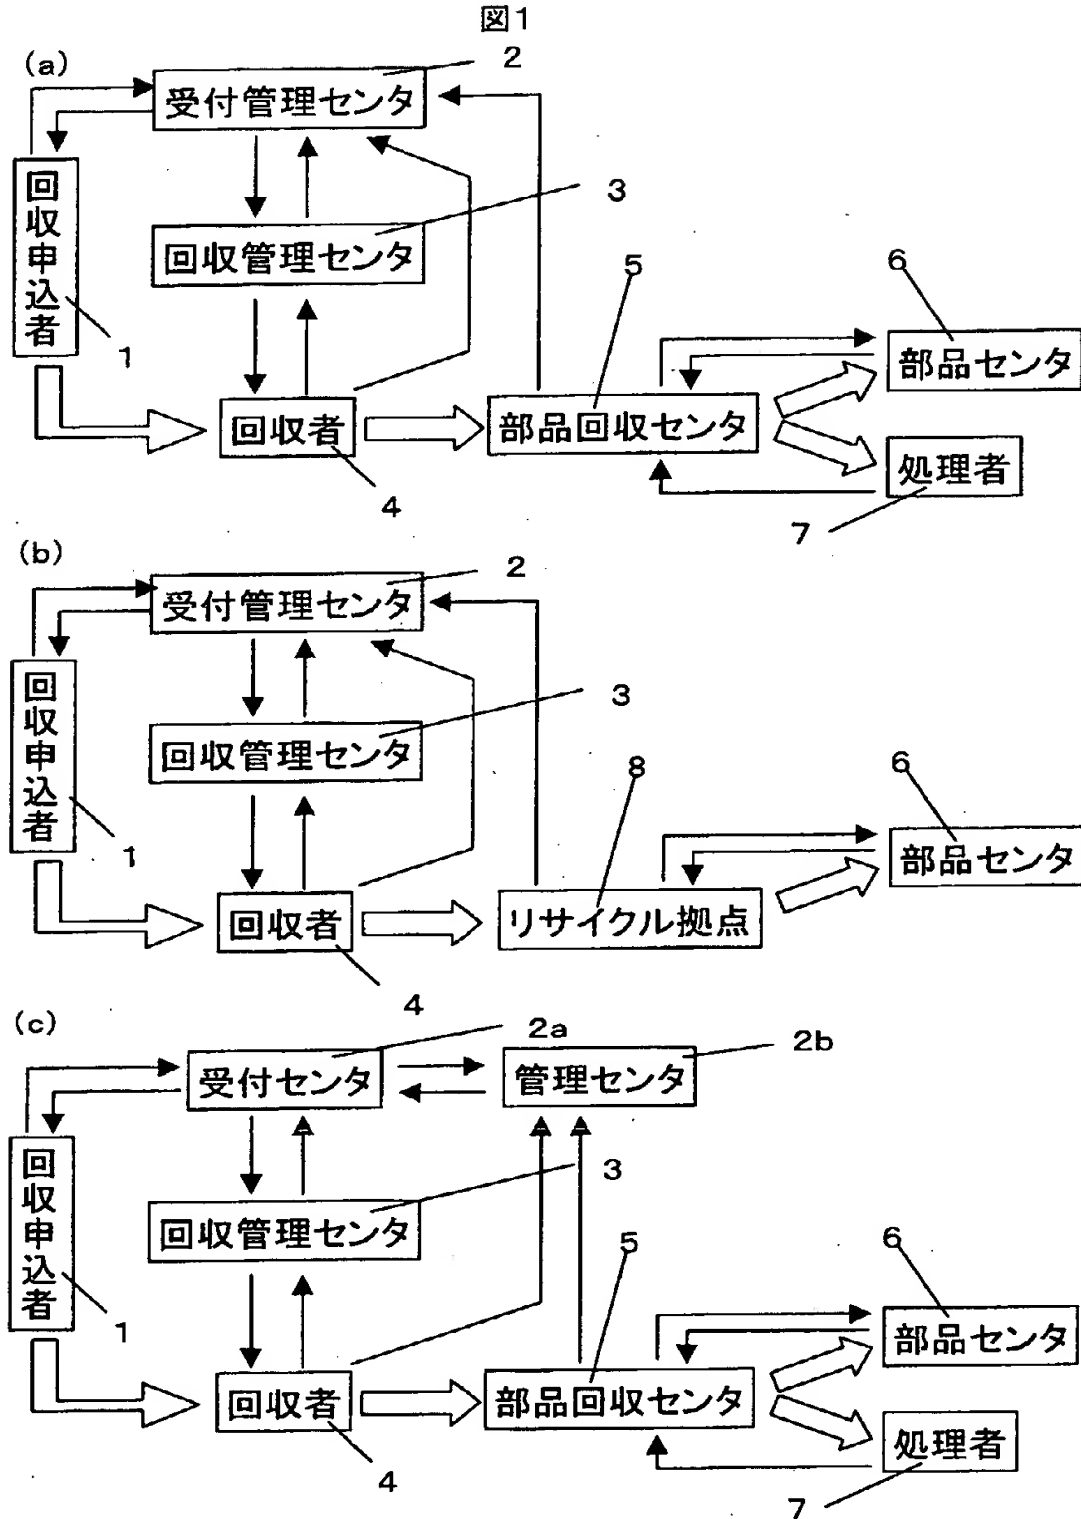 図1
(a)
2
受付管理センタ
回収申込者
3
回収管理センタ
1
5
6
部品センタ
回収者
部品回収センタ
処理者
4
7
(b)
2
受付管理センタ
回収申込者
3
回収管理センタ
8
6
1
部品センタ
回収者
リサイクル拠点
4
(c)
2a
2b
受付センタ
管理センタ
回収申込者
3
回収管理センタ
5
6
1
部品センタ
回収者
部品回収センタ
処理者
4
7